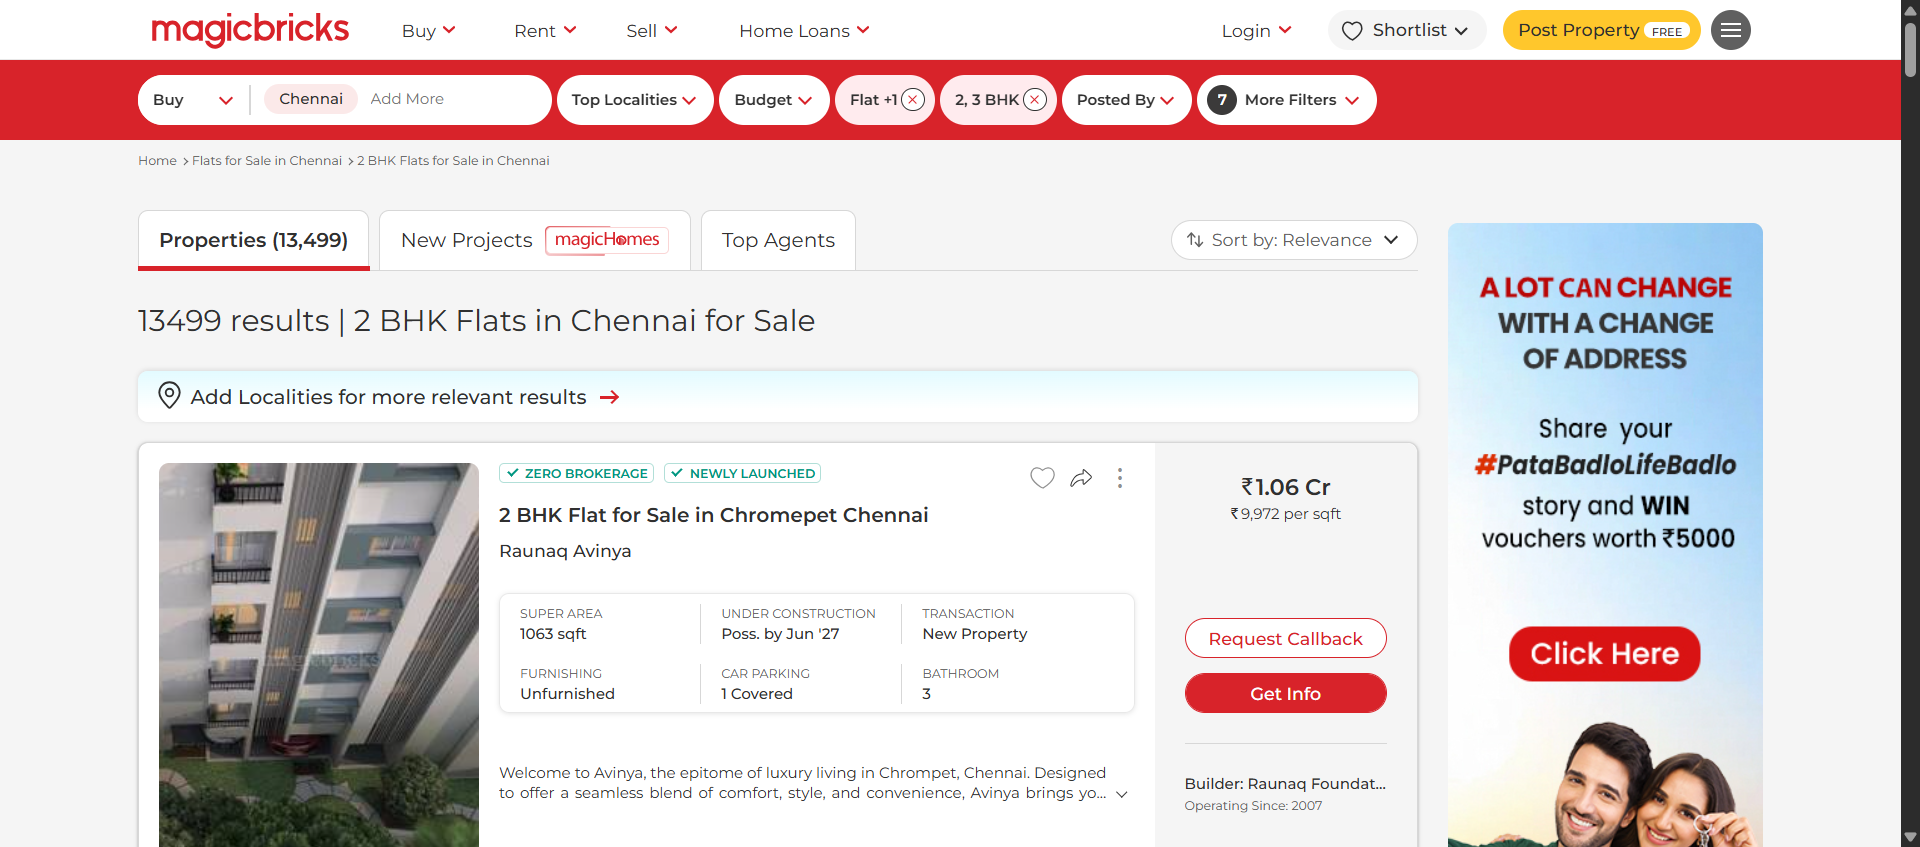 magicbricks
Buy
Rent
Sell
Home Loans
Login
Shortlist
Post Property FREE
Buy
Chennai
Add More
Top Localities
Budget
Flat +1
2, 3 BHK
Posted By
7 More Filters
Home > Flats for Sale in Chennai > 2 BHK Flats for Sale in Chennai
Properties (13,499)
New Projects magicHomes
Top Agents
Sort by: Relevance
13499 results | 2 BHK Flats in Chennai for Sale
Add Localities for more relevant results
magicbricks
ZERO BROKERAGE
NEWLY LAUNCHED
2 BHK Flat for Sale in Chromepet Chennai
Raunaq Avinya
SUPER AREA
1063 sqft
UNDER CONSTRUCTION
Poss. by Jun '27
TRANSACTION
New Property
FURNISHING
Unfurnished
CAR PARKING
1 Covered
BATHROOM
3
Welcome to Avinya, the epitome of luxury living in Chrompet, Chennai. Designed
to offer a seamless blend of comfort, style, and convenience, Avinya brings yo...
₹1.06 Cr
₹9,972 per sqft
Request Callback
Get Info
Builder: Raunaq Foundat...
Operating Since: 2007
A LOT CAN CHANGE
WITH A CHANGE
OF ADDRESS
Share your
#PataBadloLifeBadlo
story and WIN
vouchers worth ₹5000
Click Here